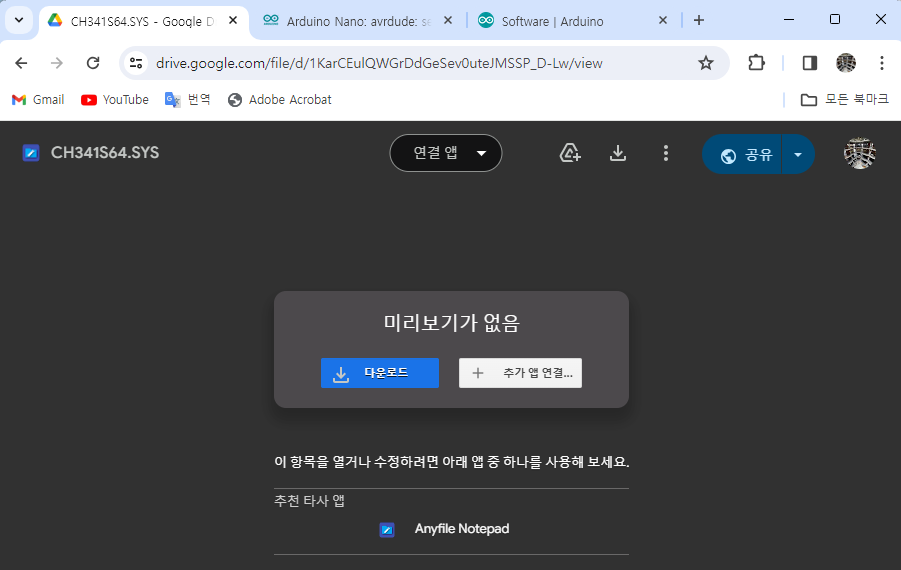 CH341S64.SYS - Google D
Arduino Nano: avrdude: se
Software | Arduino
drive.google.com/file/d/1KarCEulQWGrDdGeSev0uteJMSSP_D-Lw/view
Gmail
YouTube
번역
Adobe Acrobat
모든 북마크
CH341S64.SYS
연결 앱
공유
미리보기가 없음
다운로드
추가 앱 연결...
이 항목을 열거나 수정하려면 아래 앱 중 하나를 사용해 보세요.
추천 타사 앱
Anyfile Notepad